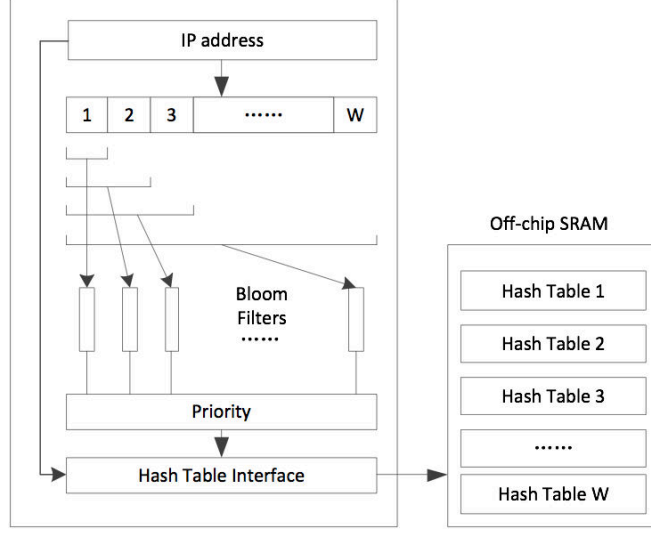 IP address
1 2 3 ...... W
Off-chip SRAM
Bloom
Filters
......
Hash Table 1
Hash Table 2
Hash Table 3
......
Hash Table W
Priority
Hash Table Interface